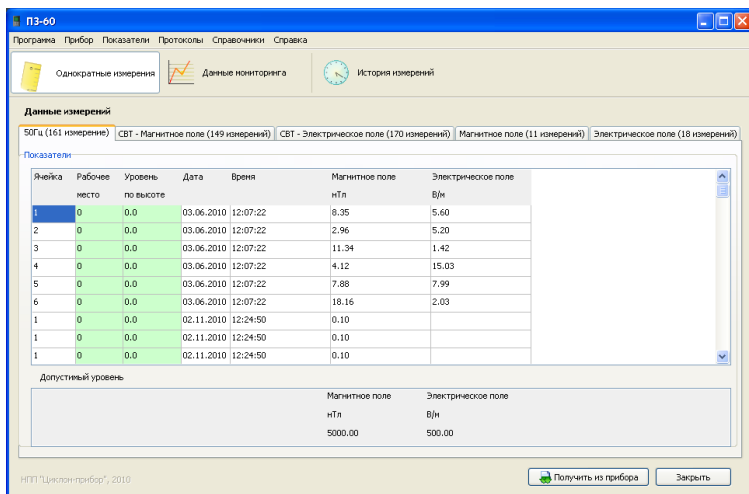 ПЗ-60
Программа Прибор Показатели Протоколы Справочники Справка
Однократные измерения Данные мониторинга История измерений
Данные измерений
50Гц (161 измерение) СВТ - Магнитное поле (149 измерений) СВТ - Электрическое поле (170 измерений) Магнитное поле (11 измерений) Электрическое поле (18 измерений)
Показатели
Ячейка Рабочее Уровень Дата Время Магнитное поле Электрическое поле
место по высоте нТл В/м
1 0 0.0 03.06.2010 12:07:22 8.35 5.60
2 0 0.0 03.06.2010 12:07:22 2.96 5.20
3 0 0.0 03.06.2010 12:07:22 11.34 1.42
4 0 0.0 03.06.2010 12:07:22 4.12 15.03
5 0 0.0 03.06.2010 12:07:22 7.88 7.99
6 0 0.0 03.06.2010 12:07:22 18.16 2.03
1 0 0.0 02.11.2010 12:24:50 0.10
1 0 0.0 02.11.2010 12:24:50 0.10
1 0 0.0 02.11.2010 12:24:50 0.10
Допустимый уровень
Магнитное поле Электрическое поле
нТл В/м
5000.00 500.00
НПП "Циклон-прибор", 2010 Получить из прибора Закрыть